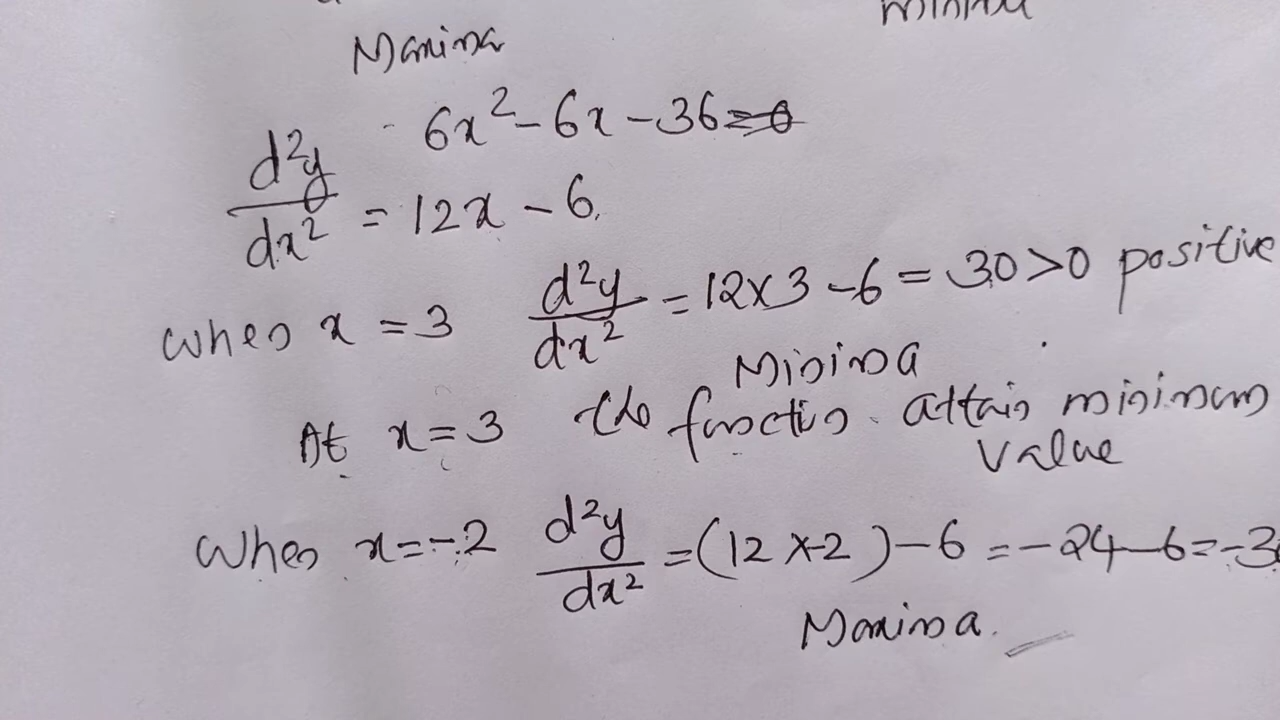 Maxima
6x² - 6x - 36 = 0
d²y/dx² = 12x - 6
When x = 3 d²y/dx² = 12x3 - 6 = 30 > 0 positive
Minima
At x = 3 the function attain minimum
value
When x = -2 d²y/dx² = (12 x-2) - 6 = -24 - 6 = -3
Maxima